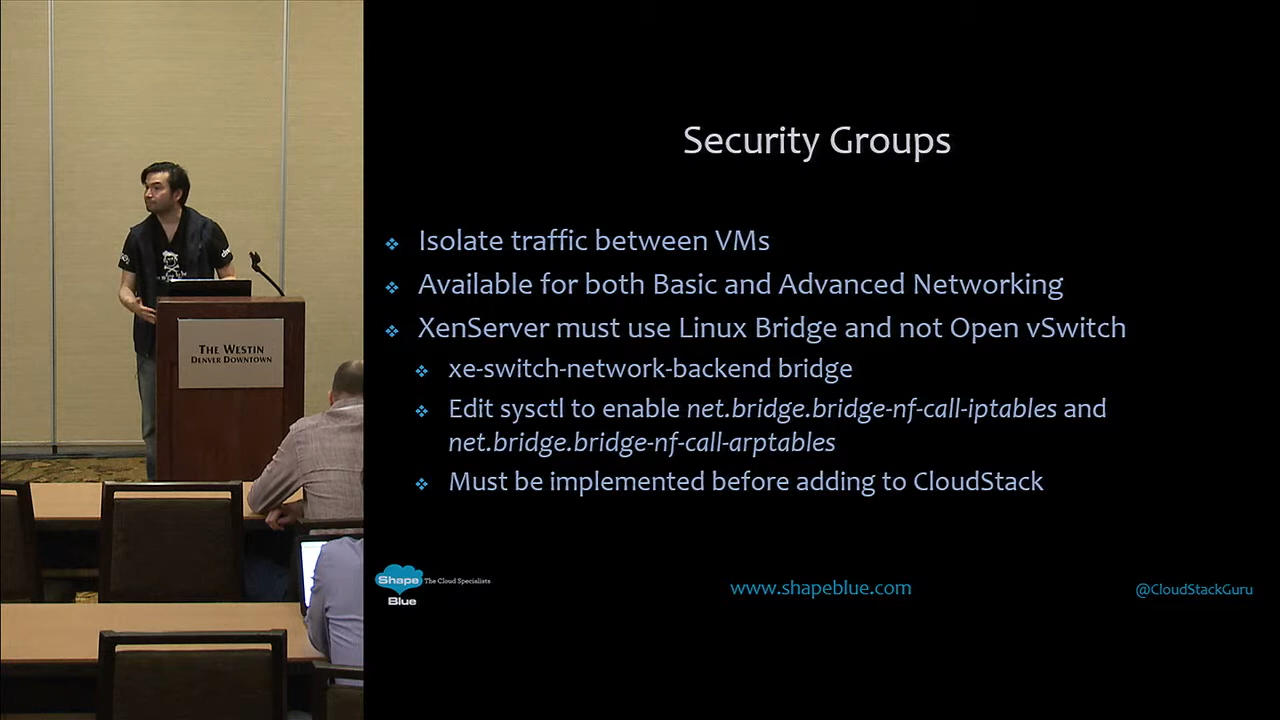 Security Groups
Isolate traffic between VMs
Available for both Basic and Advanced Networking
XenServer must use Linux Bridge and not Open vSwitch
xe-switch-network-backend bridge
Edit sysctl to enable net.bridge.bridge-nf-call-iptables and
net.bridge.bridge-nf-call-arptables
Must be implemented before adding to CloudStack
THE WESTIN
DENVER DOWNTOWN
Shape
Blue
The Cloud Specialists
www.shapeblue.com
@CloudStackGuru